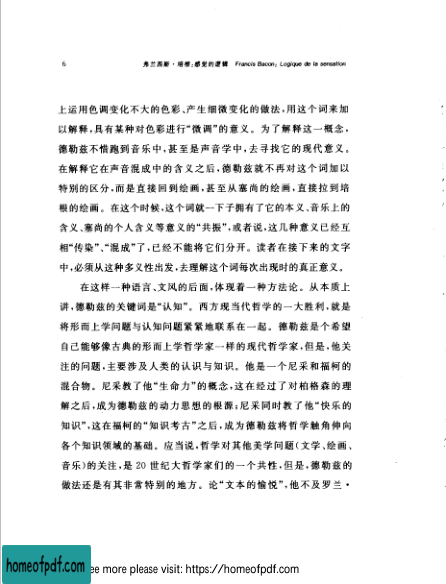 6
弗兰西斯·培根:感觉的逻辑 Francis Bacon: Logique de la sensation
上运用色调变化不大的色彩、产生细微变化的做法,用这个词来加
以解释,具有某种对色彩进行“微调”的意义。为了解释这一概念,
德勒兹不惜跑到音乐中,甚至是声音学中,去寻找它的现代意义。
在解释它在声音混成中的含义之后,德勒兹就不再对这个词加以
特别的区分,而是直接回到绘画,甚至从塞尚的绘画,直接拉到培
根的绘画。在这个时候,这个词就一下子拥有了它的本义、音乐上的
含义、塞尚的个人含义等意义的“共振”,或者说,这几种意义已经互
相“传染”、“混成”了,已经不能将它们分开。读者在接下来的文字
中,必须从这种多义性出发,去理解这个词每次出现时的真正意义。
在这样一种语言、文风的后面,体现着一种方法论。从本质上
讲,德勒兹的关键词是“认知”。西方现当代哲学的一大胜利,就是
将形而上学问题与认知问题紧紧地联系在一起。德勒兹是个希望
自己能够像古典的形而上学哲学家一样的现代哲学家,但是,他关
注的问题,主要涉及人类的认识与知识。他是一个尼采和福柯的
混合物。尼采教了他“生命力”的概念,这在经过了对柏格森的理
解之后,成为德勒兹的动力思想的根源;尼采同时教了他“快乐的
知识”,这在福柯的“知识考古”之后,成为德勒兹将哲学触角伸向
各个知识领域的基础。应当说,哲学对其他美学问题(文学、绘画、
音乐)的关注,是 20 世纪大哲学家们的一个共性,但是,德勒兹的
做法还是有其非常特别的地方。论“文本的愉悦”,他不及罗兰·
homeofpdf.com
ee more please visit: https://homeofpdf.com